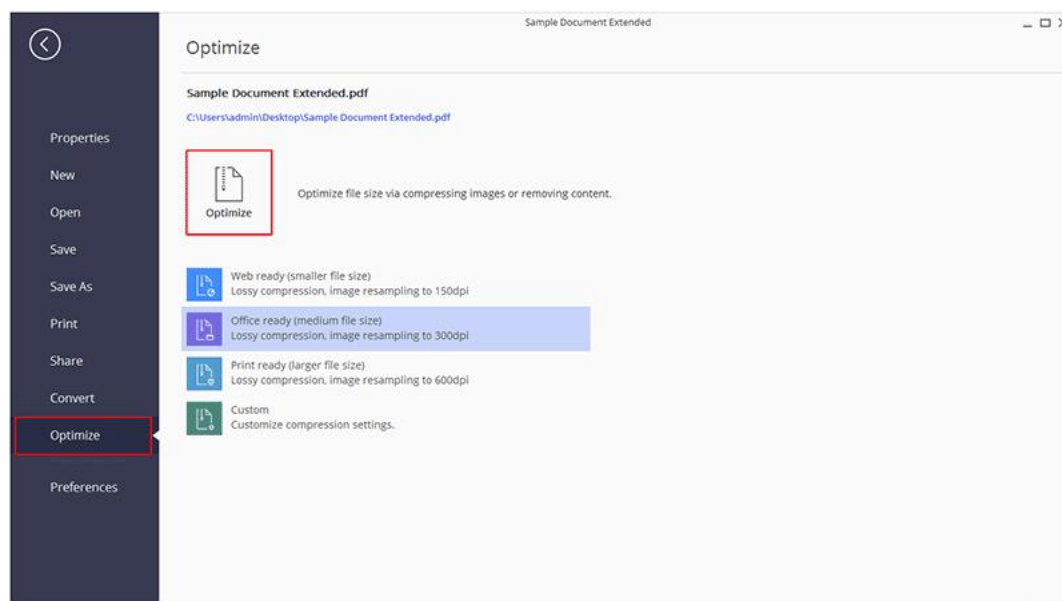 Sample Document Extended
Optimize
Sample Document Extended.pdf
C:\Users\admin\Desktop\Sample Document Extended.pdf
Properties
New
Open
Save
Save As
Print
Share
Convert
Optimize
Preferences
Optimize
Optimize file size via compressing images or removing content.
Web ready (smaller file size)
Lossy compression, image resampling to 150dpi
Office ready (medium file size)
Lossy compression, image resampling to 300dpi
Print ready (larger file size)
Lossy compression, image resampling to 600dpi
Custom
Customize compression settings.